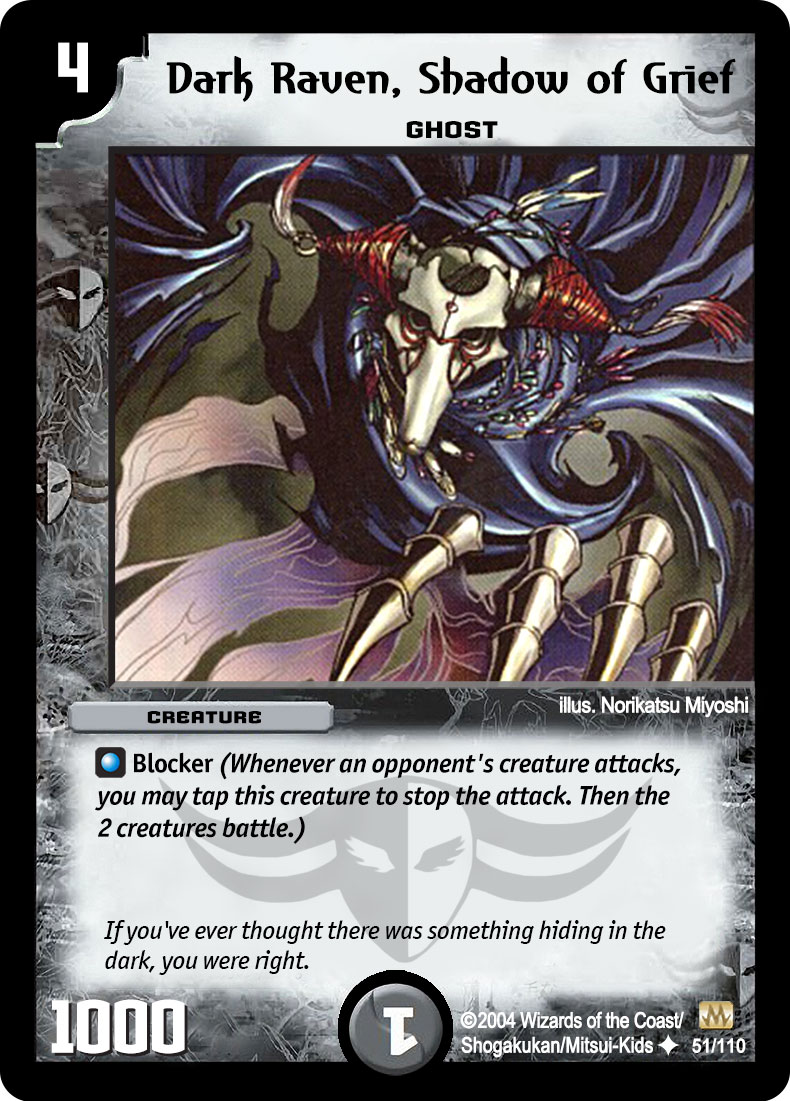 4
Dark Raven, Shadow of Grief
GHOST
illus. Norikatsu Miyoshi
CREATURE
Blocker (Whenever an opponent's creature attacks,
you may tap this creature to stop the attack. Then the
2 creatures battle.)
If you've ever thought there was something hiding in the
dark, you were right.
1000
1
©2004 Wizards of the Coast/
Shogakukan/Mitsui-Kids 51/110